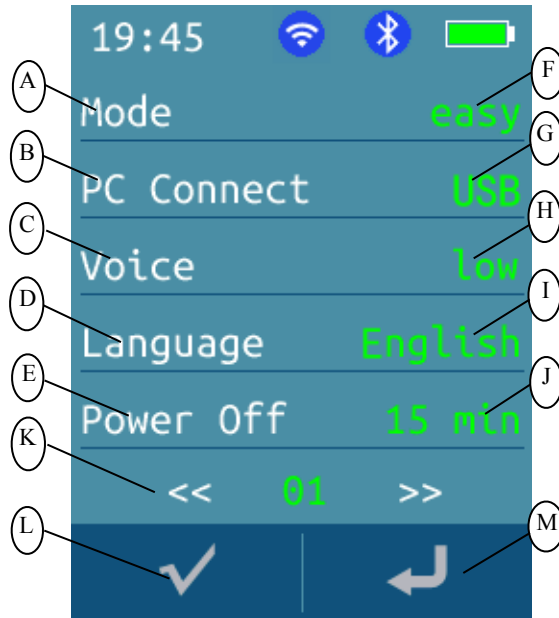 19:45
A
Mode easy
F
B
PC Connect USB
G
C
Voice low
H
D
Language English
I
E
Power Off 15 min
J
K
<< 01 >>
L
M